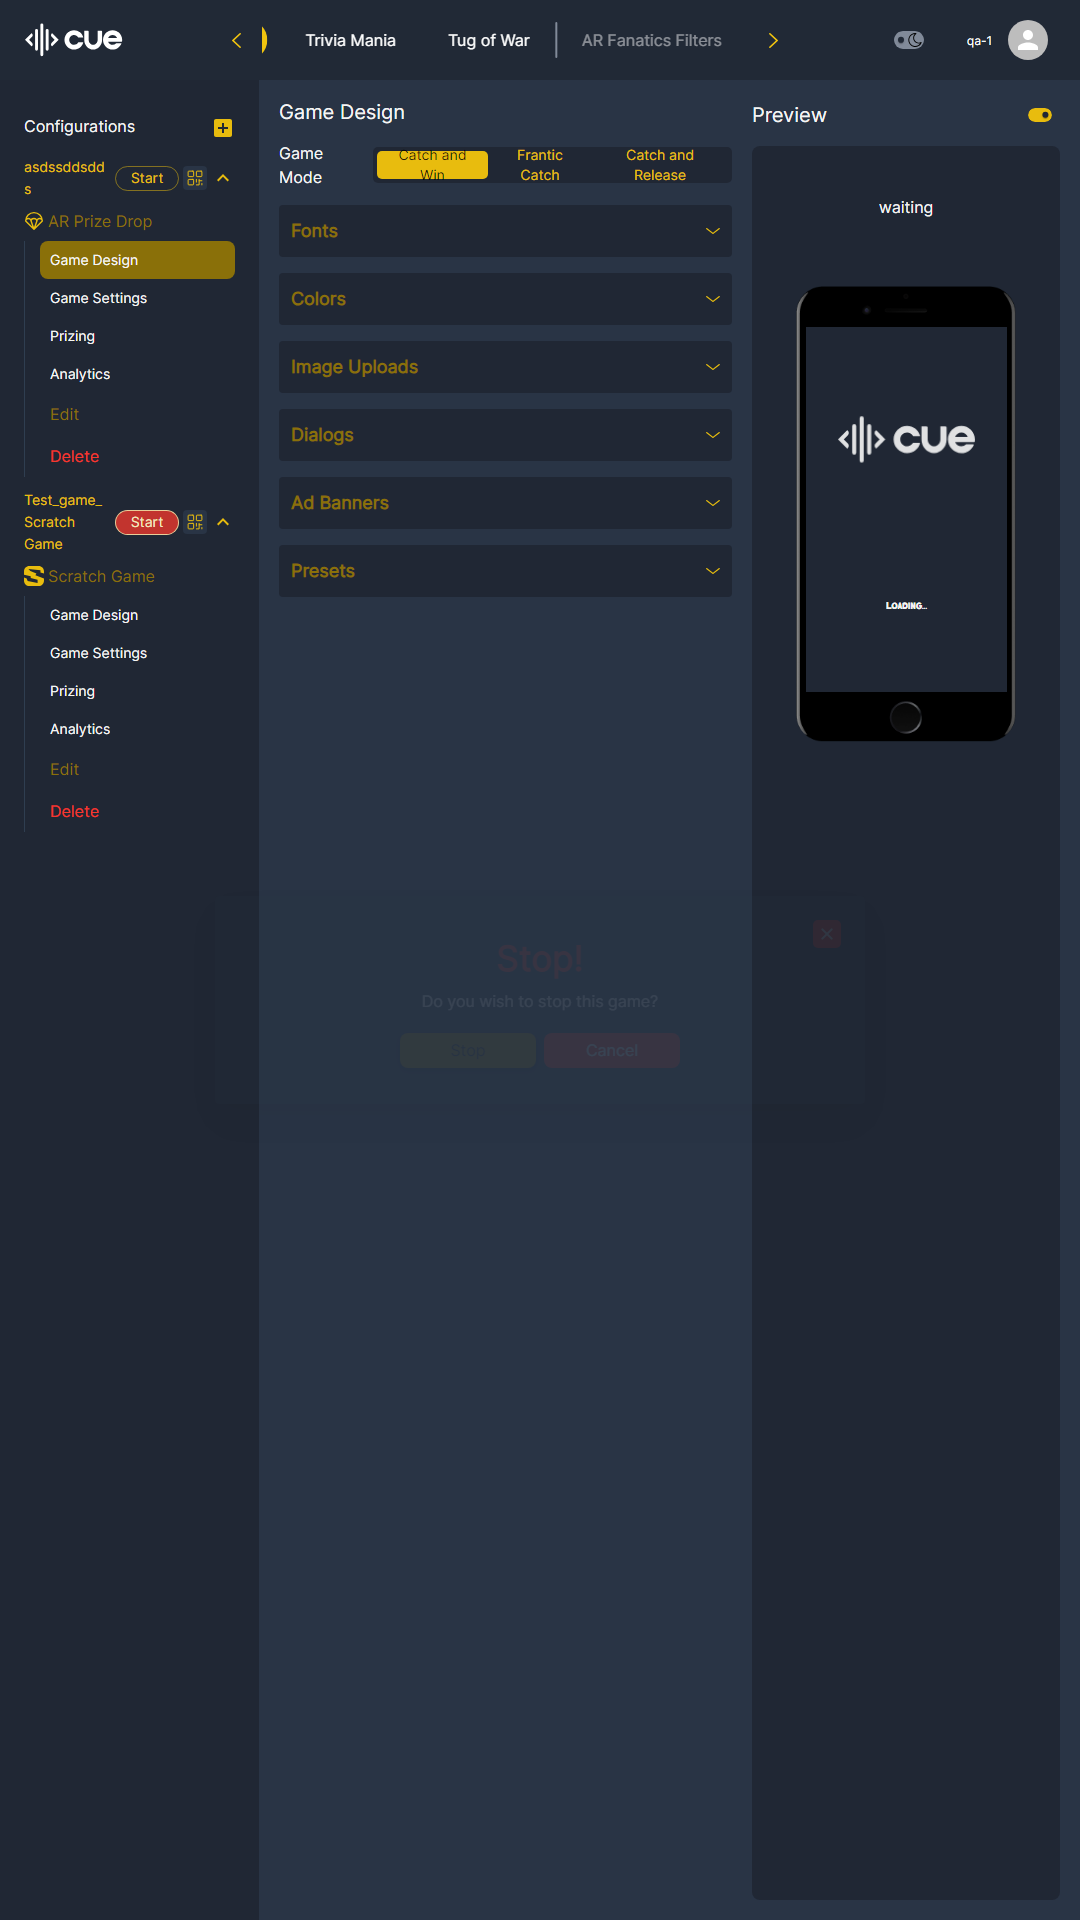 cue
Trivia Mania
Tug of War
AR Fanatics Filters
qa-1
Configurations
asdssddsdd
s
Start
AR Prize Drop
Game Design
Game Settings
Prizing
Analytics
Edit
Delete
Test_game_
Scratch
Game
Start
Scratch Game
Game Design
Game Settings
Prizing
Analytics
Edit
Delete
Game Design
Game
Mode
Catch and
Win
Frantic
Catch
Catch and
Release
Fonts
Colors
Image Uploads
Dialogs
Ad Banners
Presets
Preview
waiting
cue
LOADING...
Stop!
Do you wish to stop this game?
Stop
Cancel